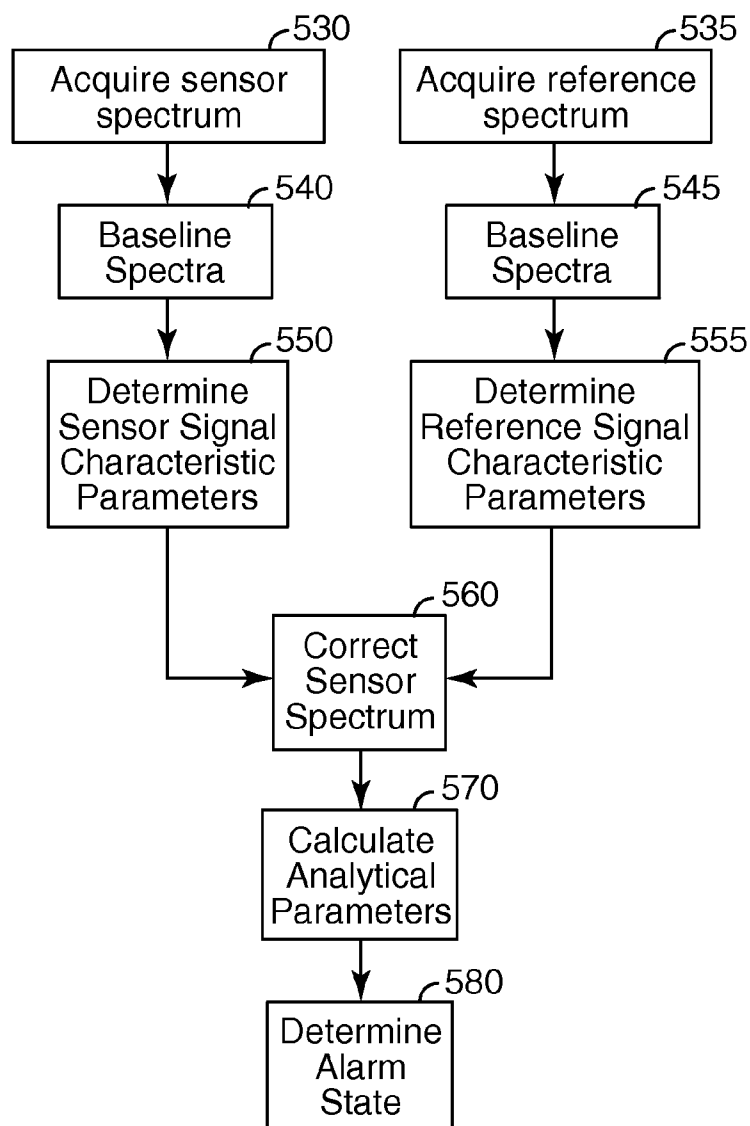 530
Acquire sensor
spectrum
535
Acquire reference
spectrum
540
Baseline
Spectra
545
Baseline
Spectra
550
Determine
Sensor Signal
Characteristic
Parameters
555
Determine
Reference Signal
Characteristic
Parameters
560
Correct
Sensor
Spectrum
570
Calculate
Analytical
Parameters
580
Determine
Alarm
State